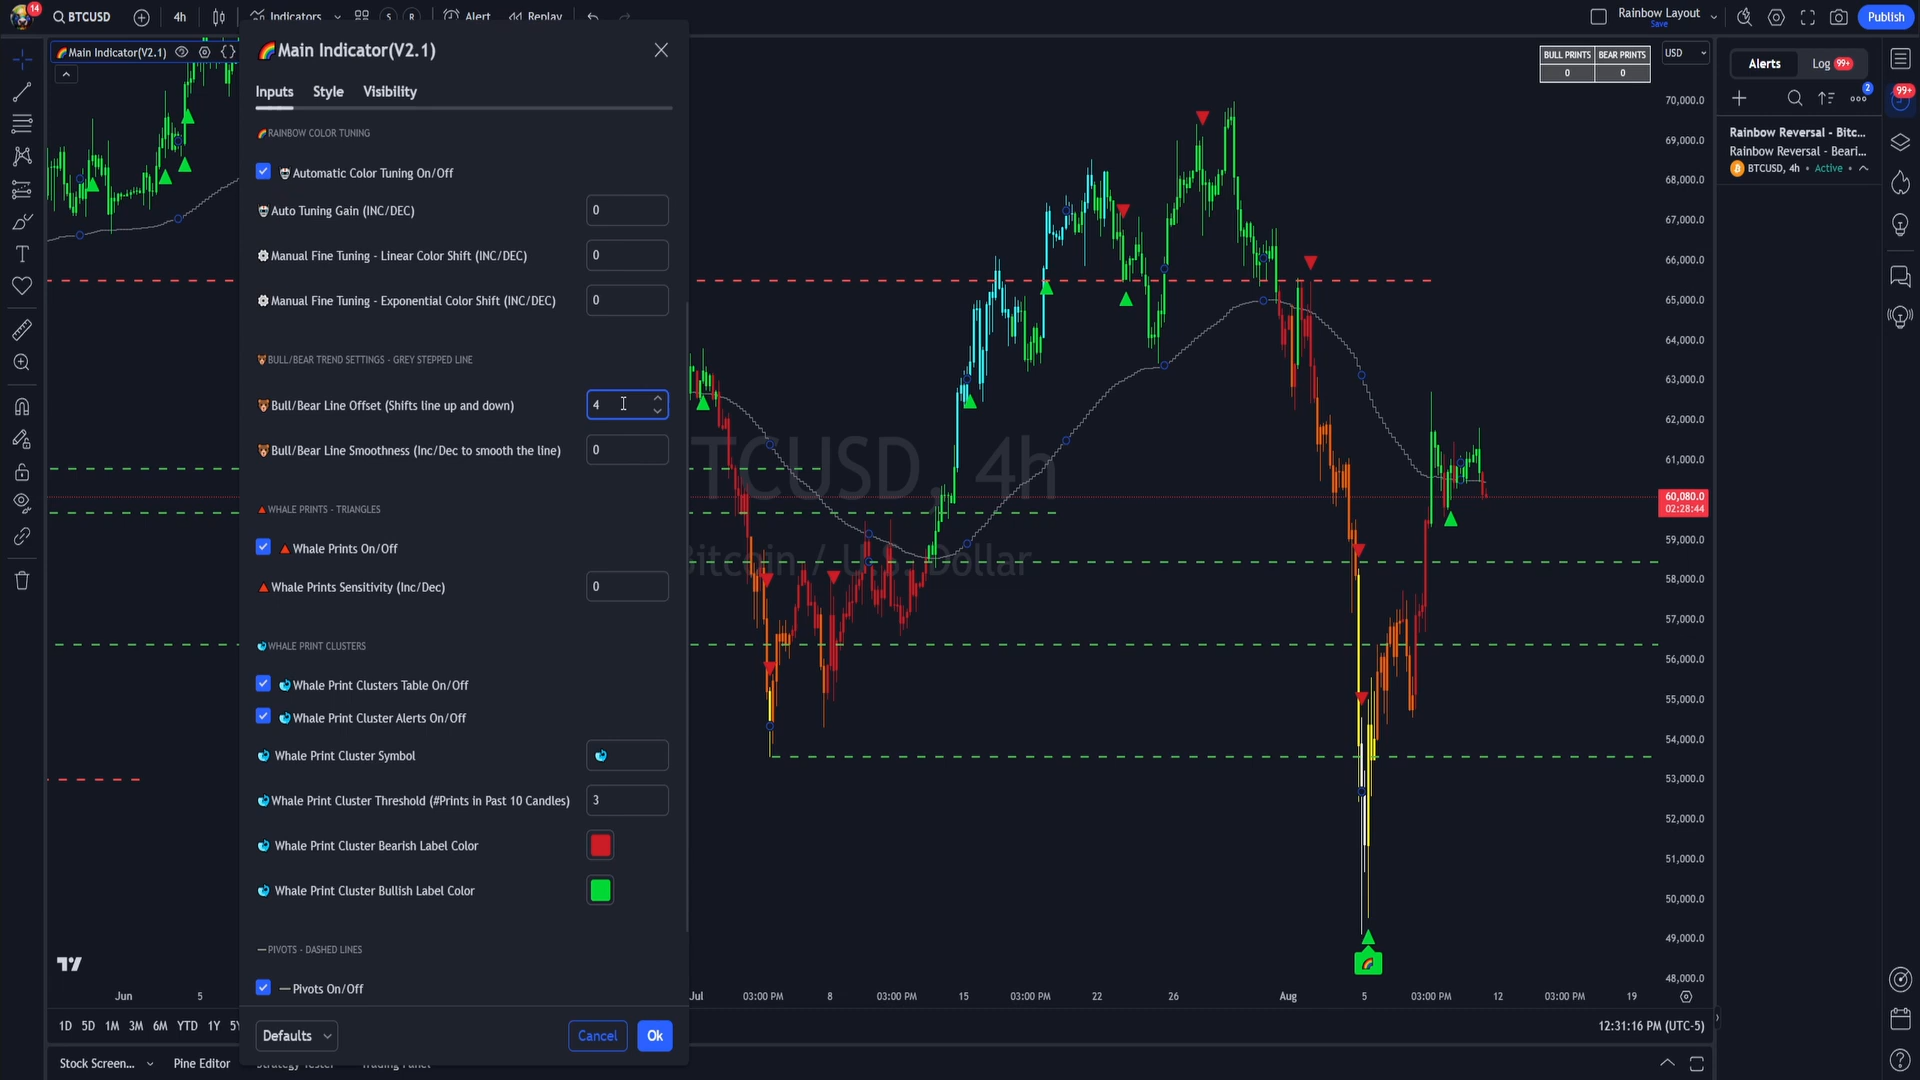 14
BTCUSD
4h
Indicators
S
R
Alert
Replay
Rainbow Layout
Save
Publish
Main Indicator(V2.1)
Main Indicator(V2.1)
Inputs
Style
Visibility
RAINBOW COLOR TUNING
Automatic Color Tuning On/Off
Auto Tuning Gain (INC/DEC)
0
Manual Fine Tuning - Linear Color Shift (INC/DEC)
0
Manual Fine Tuning - Exponential Color Shift (INC/DEC)
0
BULL/BEAR TREND SETTINGS - GREY STEPPED LINE
Bull/Bear Line Offset (Shifts line up and down)
4
Bull/Bear Line Smoothness (Inc/Dec to smooth the line)
0
WHALE PRINTS - TRIANGLES
Whale Prints On/Off
Whale Prints Sensitivity (Inc/Dec)
0
WHALE PRINT CLUSTERS
Whale Print Clusters Table On/Off
Whale Print Cluster Alerts On/Off
Whale Print Cluster Symbol
Whale Print Cluster Threshold (#Prints in Past 10 Candles)
3
Whale Print Cluster Bearish Label Color
Whale Print Cluster Bullish Label Color
PIVOTS - DASHED LINES
Pivots On/Off
Defaults
Cancel
Ok
BULL PRINTS
BEAR PRINTS
0
0
USD
TCUSD, 4h
Bitcoin / U.S. Dollar
70,000.0
69,000.0
68,000.0
67,000.0
66,000.0
65,000.0
64,000.0
63,000.0
62,000.0
61,000.0
60,080.0
02:28:44
59,000.0
58,000.0
57,000.0
56,000.0
55,000.0
54,000.0
53,000.0
52,000.0
51,000.0
50,000.0
49,000.0
48,000.0
Jun
5
Jul
03:00 PM
8
03:00 PM
15
03:00 PM
22
26
Aug
5
03:00 PM
12
03:00 PM
19
1D
5D
1M
3M
6M
YTD
1Y
5Y
12:31:16 PM (UTC-5)
Stock Screen...
Pine Editor
Strategy Tester
Trading Panel
Alerts
Log
99+
2
99+
Rainbow Reversal - Bitc...
Rainbow Reversal - Beari...
BTCUSD, 4h • Active •